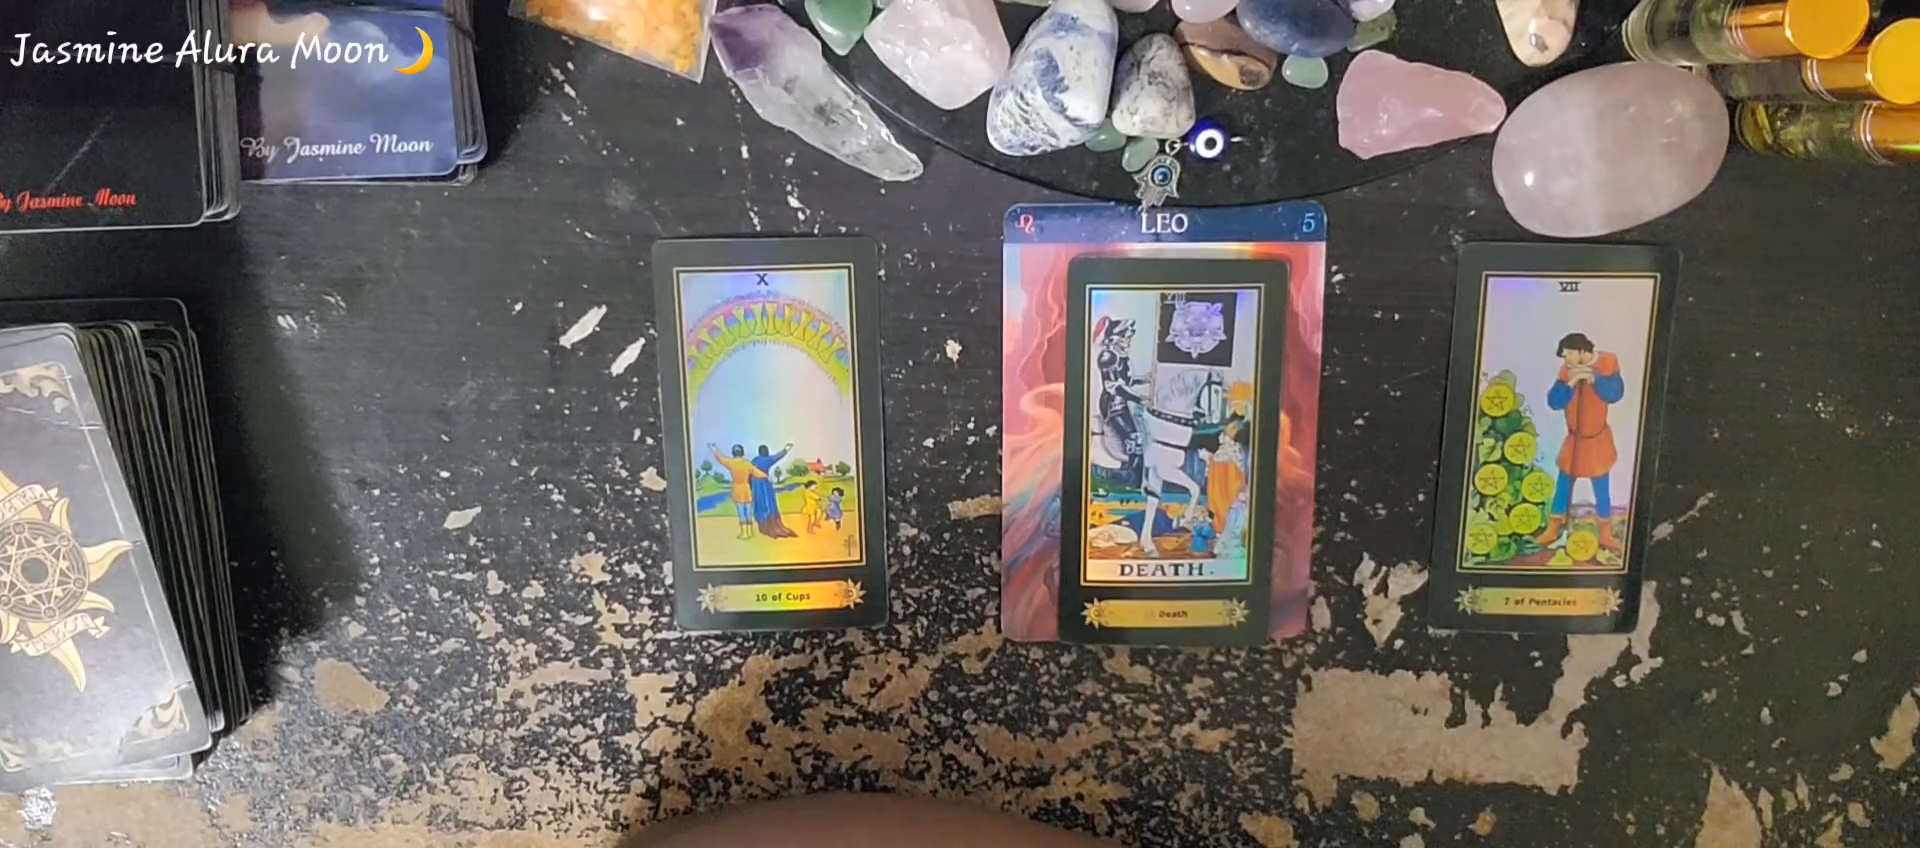 Jasmine Alura Moon🌙
By Jasmine Moon
By Jasmine Moon
LEO 5
X
10 of Cups
DEATH.
Death
VII
7 of Pentacles